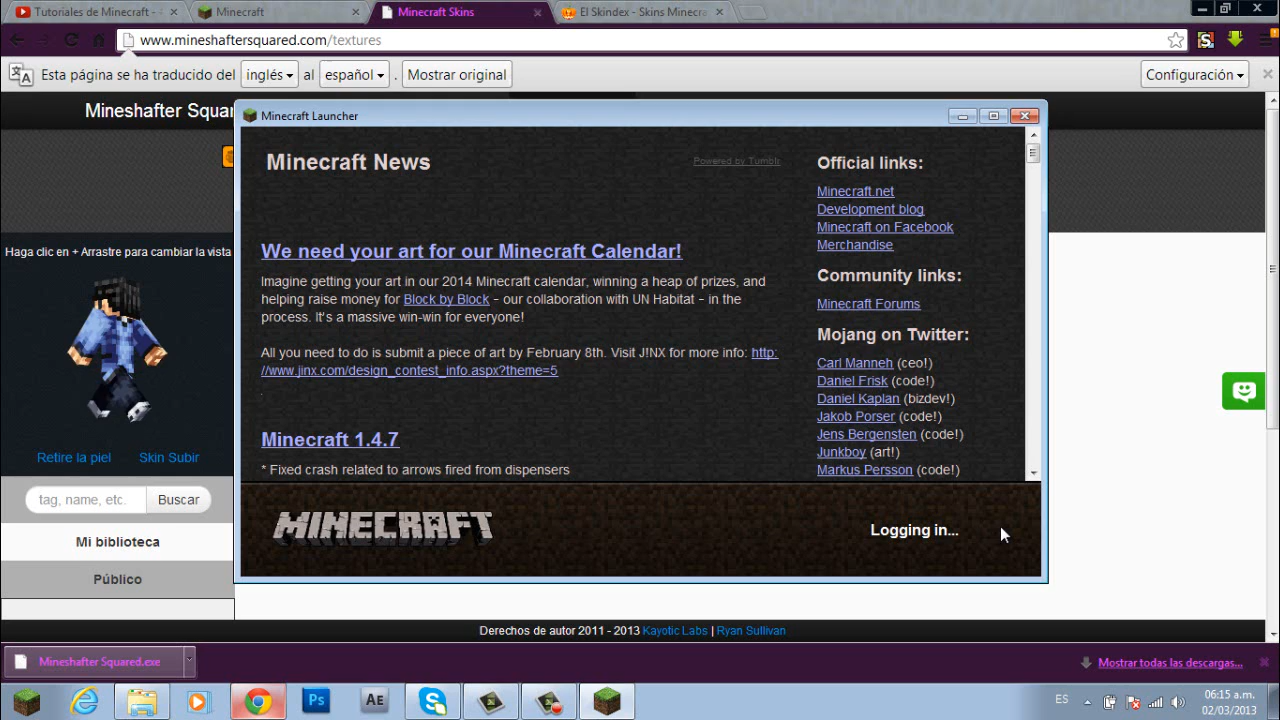 Tutoriales de Minecraft -
Minecraft
Minecraft Skins
El Skindex - Skins Minecra
www.mineshaftersquared.com/textures
Esta página se ha traducido del inglés al español . Mostrar original
Configuración
Mineshafter Squar
Minecraft Launcher
Minecraft News
Powered by Tumblr
We need your art for our Minecraft Calendar!
Imagine getting your art in our 2014 Minecraft calendar, winning a heap of prizes, and
helping raise money for Block by Block - our collaboration with UN Habitat - in the
process. It's a massive win-win for everyone!
All you need to do is submit a piece of art by February 8th. Visit J!NX for more info: http:
//www.jinx.com/design_contest_info.aspx?theme=5
Minecraft 1.4.7
* Fixed crash related to arrows fired from dispensers
Official links:
Minecraft.net
Development blog
Minecraft on Facebook
Merchandise
Community links:
Minecraft Forums
Mojang on Twitter:
Carl Manneh (ceo!)
Daniel Frisk (code!)
Daniel Kaplan (bizdev!)
Jakob Porser (code!)
Jens Bergensten (code!)
Junkboy (art!)
Markus Persson (code!)
MINECRAFT
Logging in...
Haga clic en + Arrastre para cambiar la vista
Retire la piel
Skin Subir
tag, name, etc.
Buscar
Mi biblioteca
Público
Derechos de autor 2011 - 2013 Kayotic Labs | Ryan Sullivan
Mineshafter Squared.exe
Mostrar todas las descargas...
Ps
Ae
ES
06:15 a.m.
02/03/2013